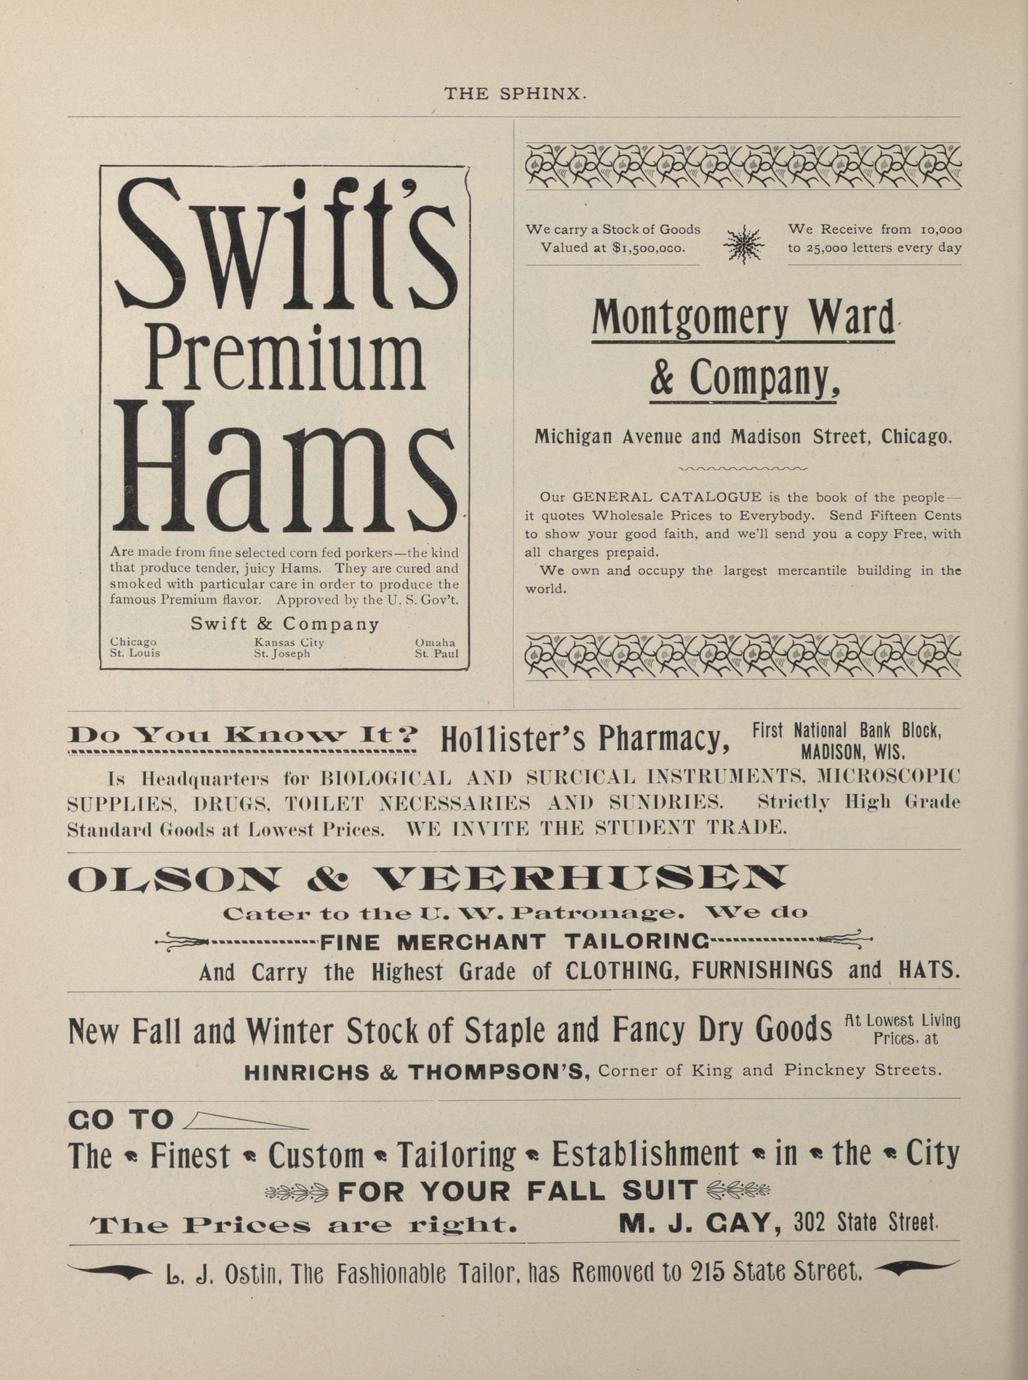 THE SPHINX.
Swift's
Premium
Hams
Are made from fine selected corn fed porkers—the kind
that produce tender, juicy Hams. They are cured and
smoked with particular care in order to produce the
famous Premium flavor. Approved by the U. S. Gov't.
Swift & Company
Chicago Kansas City Omaha
St. Louis St. Joseph St. Paul
We carry a Stock of Goods
Valued at $1,500,000.
We Receive from 10,000
to 25,000 letters every day
Montgomery Ward
& Company,
Michigan Avenue and Madison Street, Chicago.
Our GENERAL CATALOGUE is the book of the people—
it quotes Wholesale Prices to Everybody. Send Fifteen Cents
to show your good faith, and we'll send you a copy Free, with
all charges prepaid.
We own and occupy the largest mercantile building in the
world.
Do You Know It? Hollister's Pharmacy, First National Bank Block,
MADISON, WIS.
Is Headquarters for BIOLOGICAL AND SURCICAL INSTRUMENTS, MICROSCOPIC
SUPPLIES, DRUGS, TOILET NECESSARIES AND SUNDRIES. Strictly High Grade
Standard Goods at Lowest Prices. WE INVITE THE STUDENT TRADE.
OLSON & VEERHUSEN
Cater to the U. W. Patronage. We do
FINE MERCHANT TAILORING
And Carry the Highest Grade of CLOTHING, FURNISHINGS and HATS.
New Fall and Winter Stock of Staple and Fancy Dry Goods At Lowest Living
Prices, at
HINRICHS & THOMPSON'S, Corner of King and Pinckney Streets.
GO TO
The Finest Custom Tailoring Establishment in the City
FOR YOUR FALL SUIT
The Prices are right. M. J. GAY, 302 State Street.
L. J. Ostin, The Fashionable Tailor, has Removed to 215 State Street.